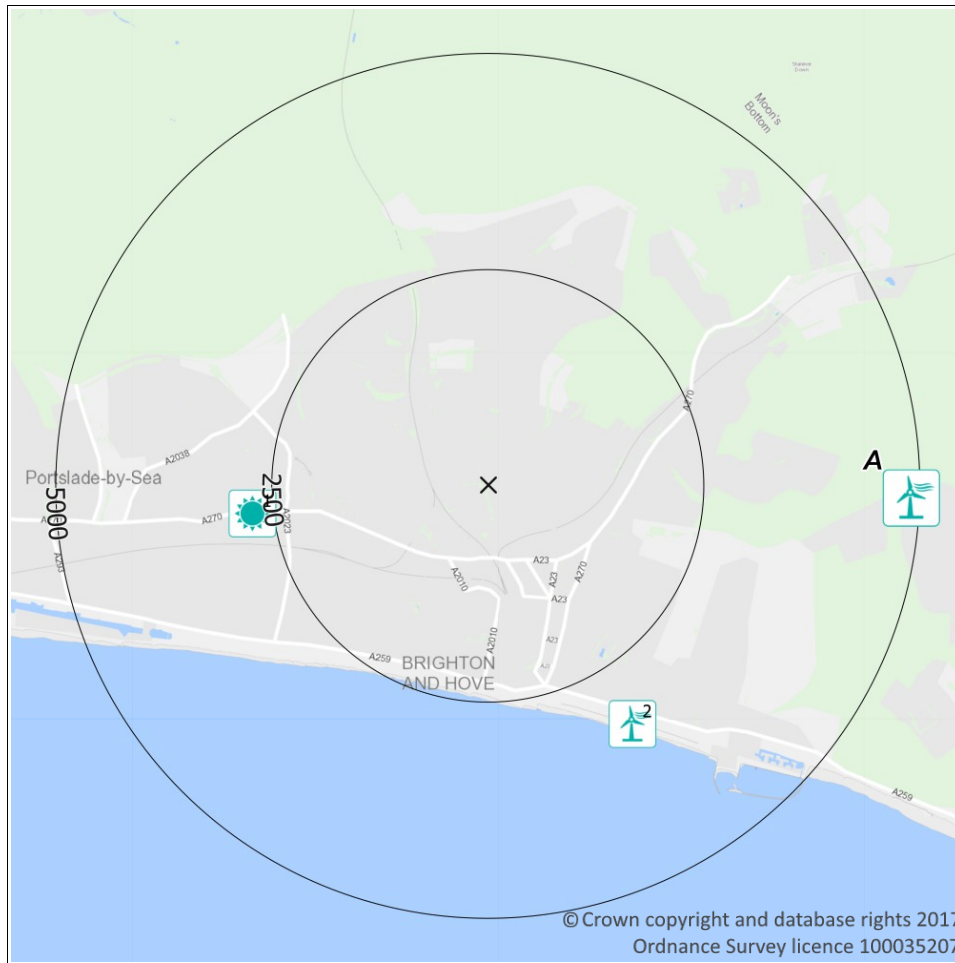 Stanmer
Down
Moon's
Bottom
A270
A2038
Portslade-by-Sea
A
5000
2500
A270
A2023
A293
A23
A23
A270
A2010
A23
A2010
A23
A23
A259
BRIGHTON
AND HOVE
2
A259
© Crown copyright and database rights 2017
Ordnance Survey licence 100035207